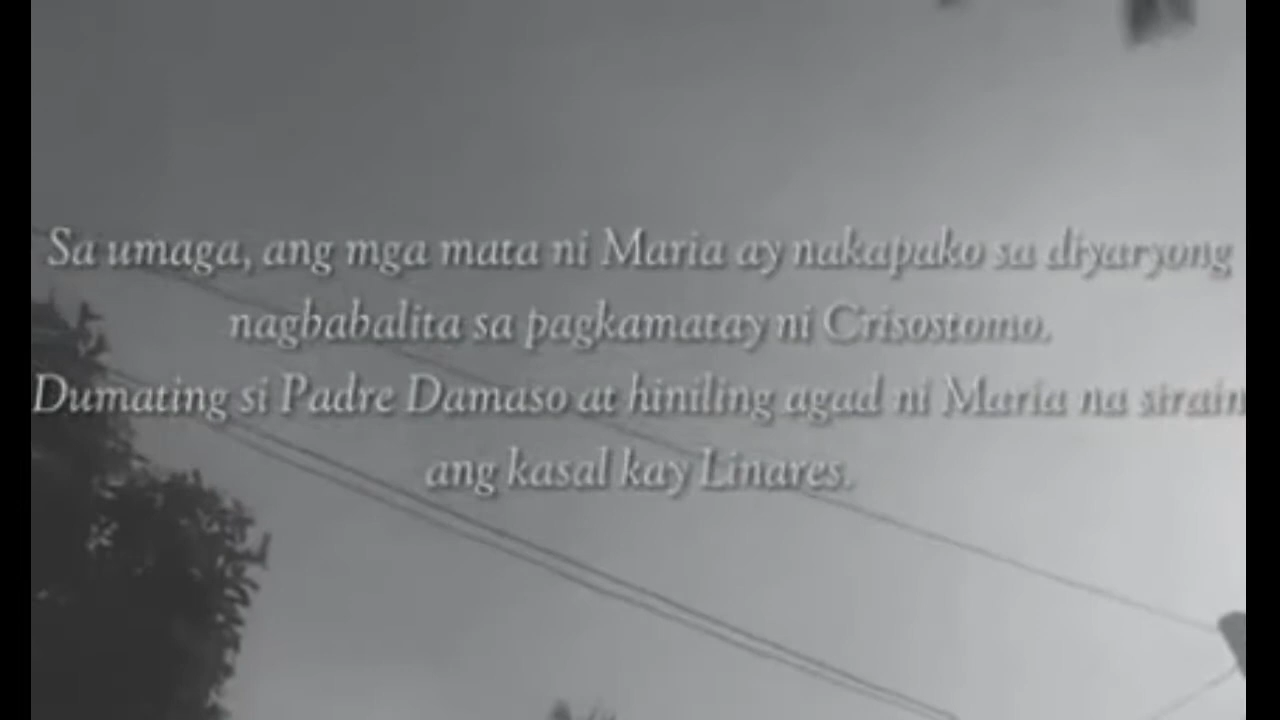 Sa umaga, ang mga mata ni Maria ay nakapako sa diyaryong
nagbabalita sa pagkamatay ni Crisostomo.
Dumating si Padre Damaso at hiniling agad ni Maria na sirain
ang kasal kay Linares.